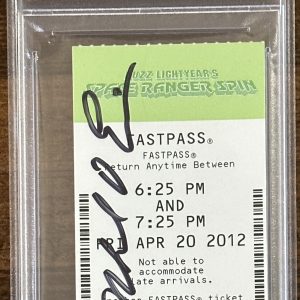 BUZZ LIGHTYEAR'S
SPACE RANGER SPIN
FASTPASS®
FASTPASS®
Return Anytime Between
6:25 PM
AND
7:25 PM
FRI APR 20 2012
Not able to
accommodate
late arrivals.
FASTPASS® ticket